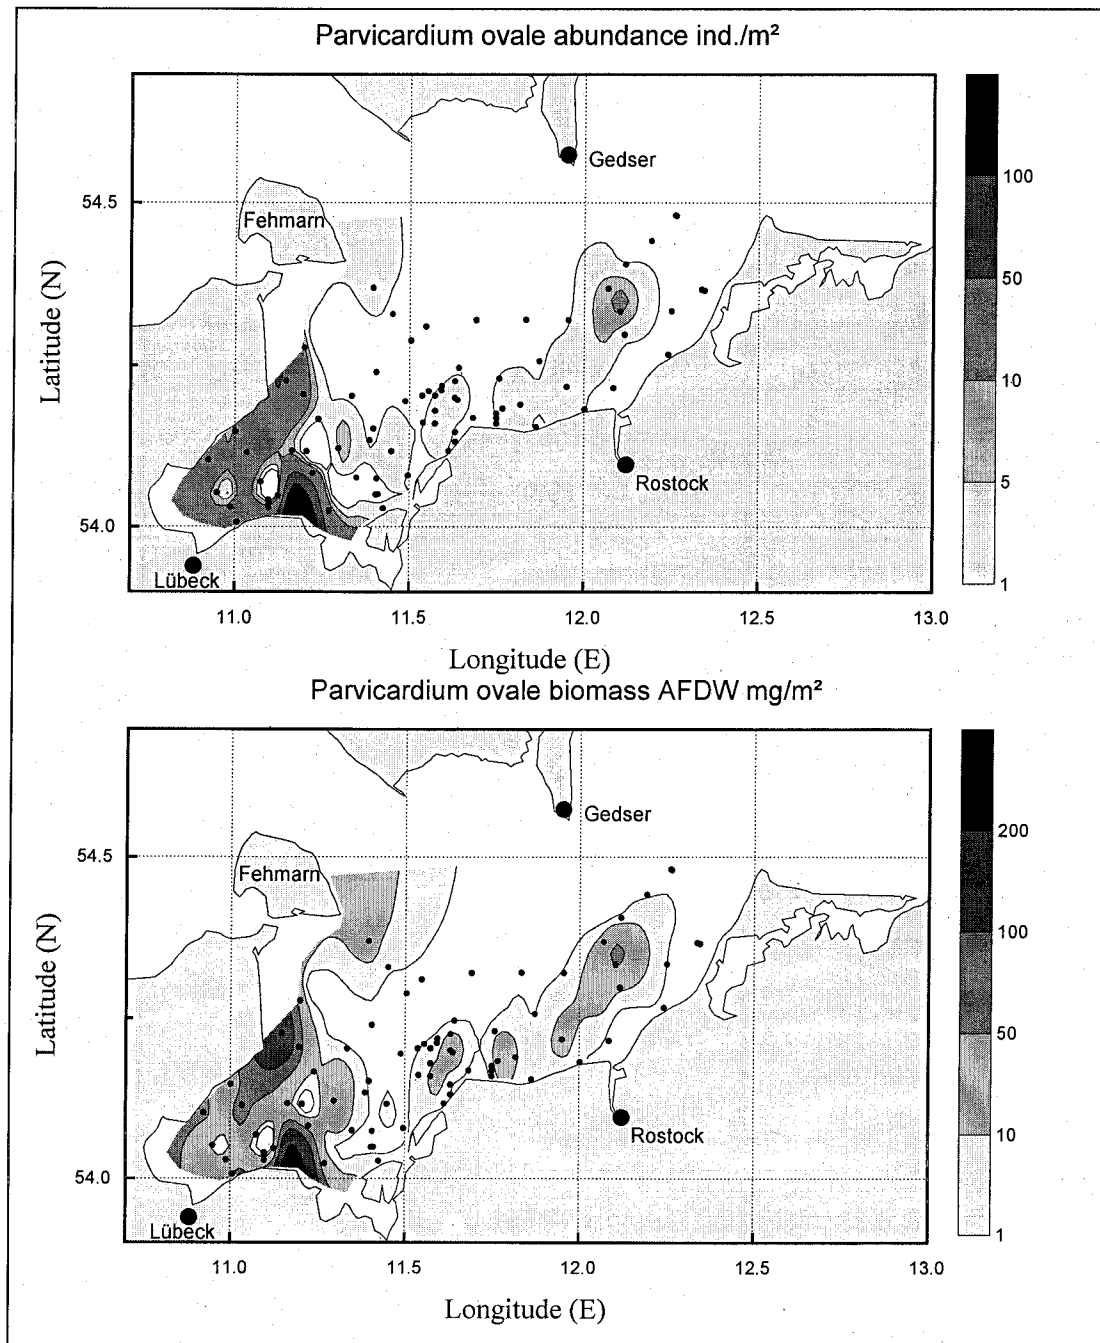 Parvicardium ovale abundance ind./m²
Gedser
100
54.5
Fehmarn
50
Latitude (N)
10
5
Rostock
54.0
Lübeck
1
11.0
11.5
12.0
12.5
13.0
Longitude (E)
Parvicardium ovale biomass AFDW mg/m²
Gedser
200
54.5
Fehmarn
100
Latitude (N)
50
10
Rostock
54.0
Lübeck
1
11.0
11.5
12.0
12.5
13.0
Longitude (E)